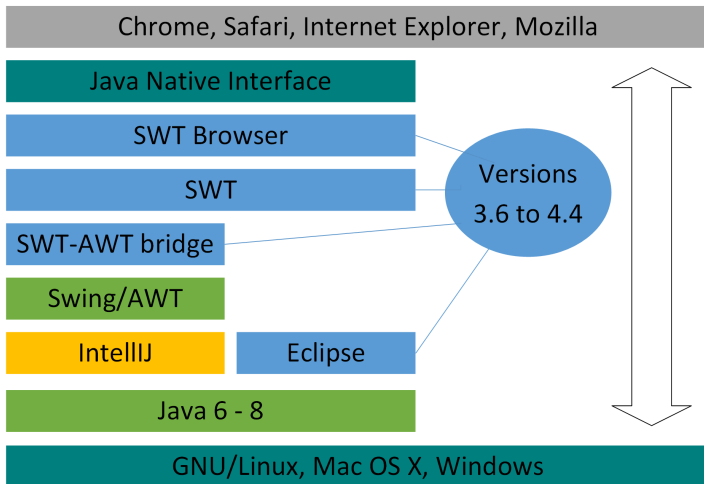 Chrome, Safari, Internet Explorer, Mozilla
Java Native Interface
SWT Browser
SWT
Versions
3.6 to 4.4
SWT-AWT bridge
Swing/AWT
IntellIJ
Eclipse
Java 6 - 8
GNU/Linux, Mac OS X, Windows